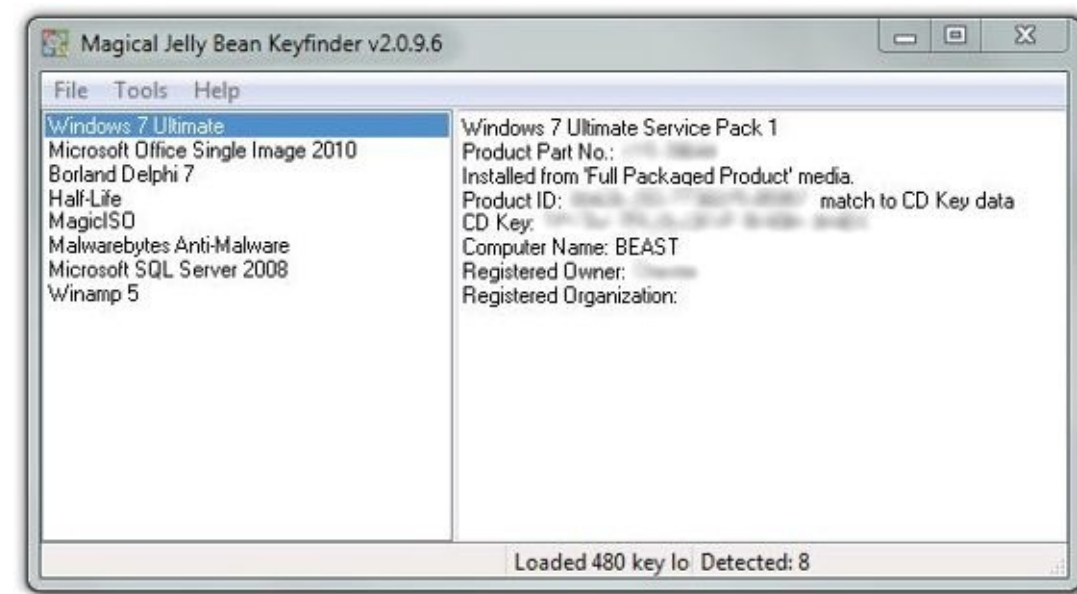 Magical Jelly Bean Keyfinder v2.0.9.6
File Tools Help
Windows 7 Ultimate
Microsoft Office Single Image 2010
Borland Delphi 7
Half-Life
MagicISO
Malwarebytes Anti-Malware
Microsoft SQL Server 2008
Winamp 5
Windows 7 Ultimate Service Pack 1
Product Part No.:
Installed from 'Full Packaged Product' media.
Product ID: match to CD Key data
CD Key:
Computer Name: BEAST
Registered Owner:
Registered Organization:
Loaded 480 key lo Detected: 8